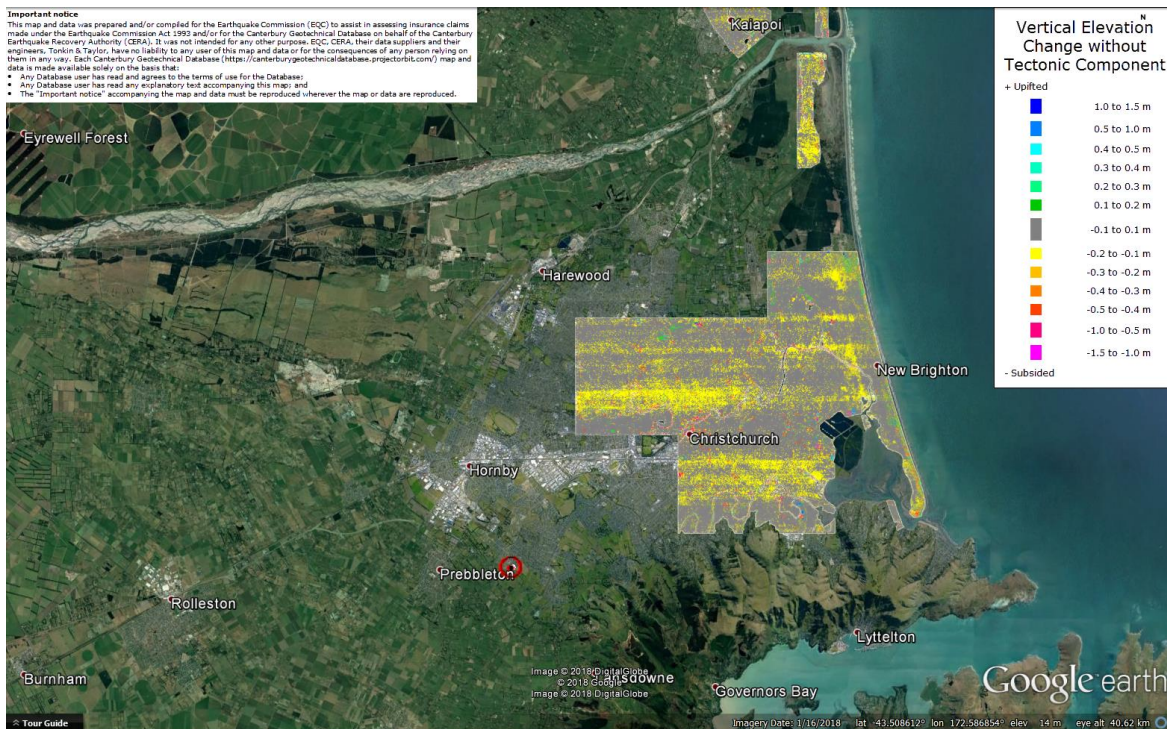 Important notice
This map and data was prepared and/or compiled for the Earthquake Commission (EQC) to assist in assessing insurance claims
made under the Earthquake Commission Act 1993 and/or for the Canterbury Geotechnical Database on behalf of the Canterbury
Earthquake Recovery Authority (CERA). It was not intended for any other purpose. EQC, CERA, their data suppliers and their
engineers, Tonkin & Taylor, have no liability to any user of this map and data or for the consequences of any person relying on
them in any way. Each Canterbury Geotechnical Database (https://canterburygeotechnicaldatabase.projectorbit.com/) map and
data is made available solely on the basis that:
• Any Database user has read and agrees to the terms of use for the Database;
• Any Database user has read any explanatory text accompanying this map; and
• The "Important notice" accompanying the map and data must be reproduced wherever the map or data are reproduced.
N
Vertical Elevation
Change without
Tectonic Component
+ Upifted
1.0 to 1.5 m
0.5 to 1.0 m
0.4 to 0.5 m
0.3 to 0.4 m
0.2 to 0.3 m
0.1 to 0.2 m
-0.1 to 0.1 m
-0.2 to -0.1 m
-0.3 to -0.2 m
-0.4 to -0.3 m
-0.5 to -0.4 m
-1.0 to -0.5 m
-1.5 to -1.0 m
- Subsided
Kaiapoi
Eyrewell Forest
Harewood
New Brighton
Christchurch
Hornby
Prebbleton
Rolleston
Lyttelton
Burnham
Governors Bay
Image © 2018 DigitalGlobe
© 2018 Google
Image © 2018 DigitalGlobe
Google earth
Tour Guide
Imagery Date: 1/16/2018 lat -43.508612° lon 172.586854° elev 14 m eye alt 40.62 km